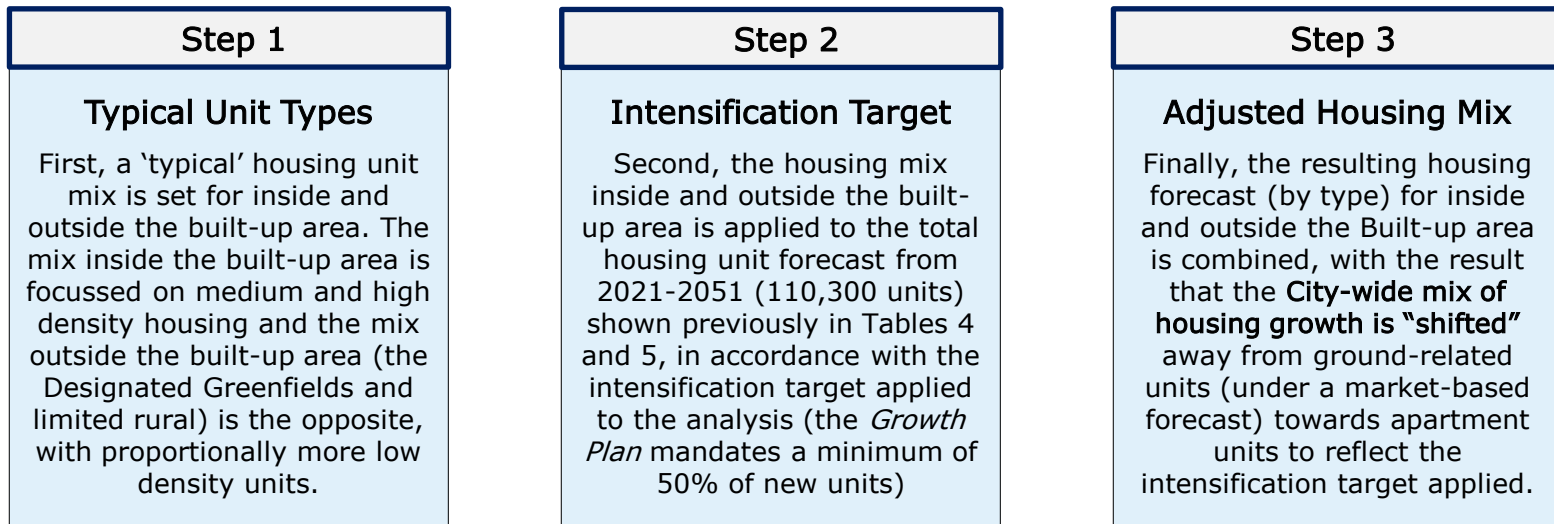 Step 1
Typical Unit Types
First, a ‘typical’ housing unit
mix is set for inside and
outside the built-up area. The
mix inside the built-up area is
focussed on medium and high
density housing and the mix
outside the built-up area (the
Designated Greenfields and
limited rural) is the opposite,
with proportionally more low
density units.
Step 2
Intensification Target
Second, the housing mix
inside and outside the built-
up area is applied to the total
housing unit forecast from
2021-2051 (110,300 units)
shown previously in Tables 4
and 5, in accordance with the
intensification target applied
to the analysis (the Growth
Plan mandates a minimum of
50% of new units)
Step 3
Adjusted Housing Mix
Finally, the resulting housing
forecast (by type) for inside
and outside the Built-up area
is combined, with the result
that the City-wide mix of
housing growth is “shifted”
away from ground-related
units (under a market-based
forecast) towards apartment
units to reflect the
intensification target applied.